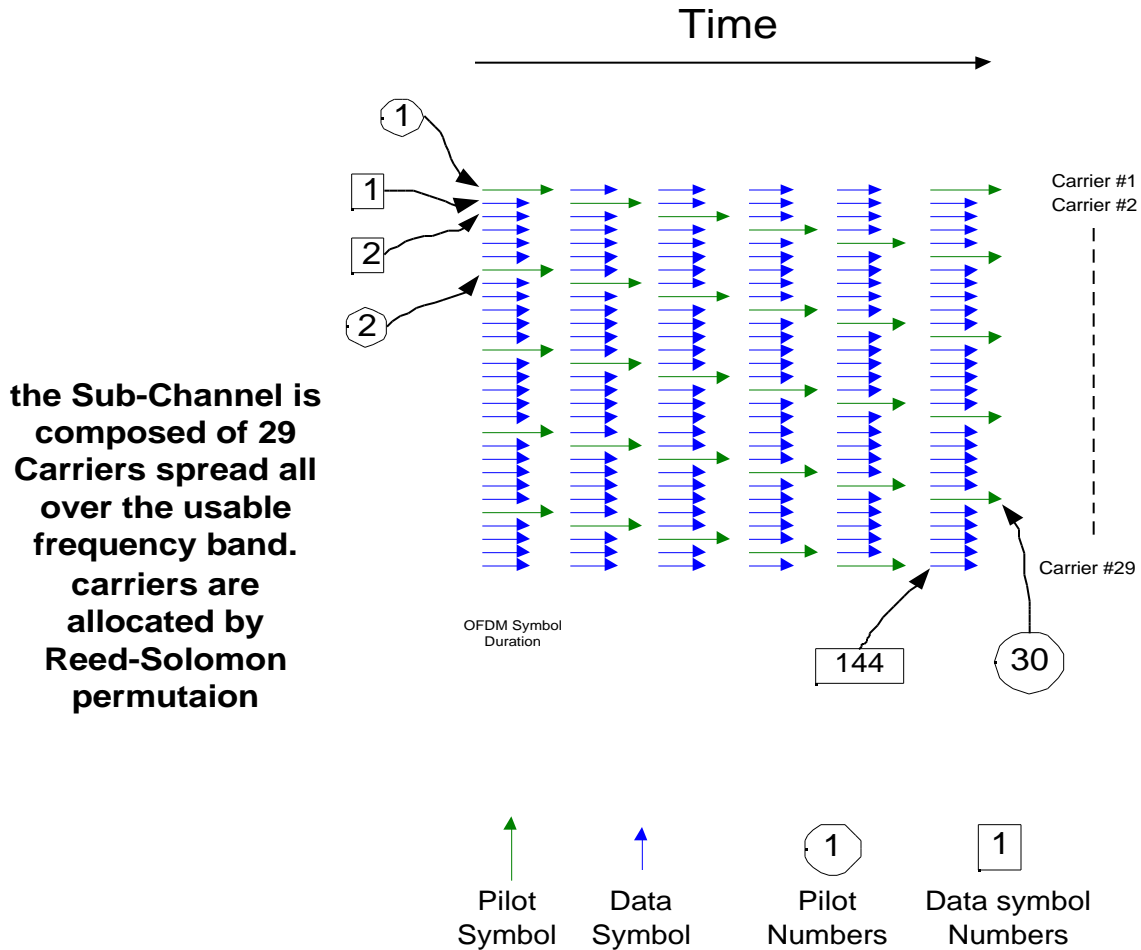 Time
1
1
2
2
Carrier #1
Carrier #2
Carrier #29
the Sub-Channel is
composed of 29
Carriers spread all
over the usable
frequency band.
carriers are
allocated by
Reed-Solomon
permutaion
OFDM Symbol
Duration
144
30
1
1
Pilot
Symbol
Data
Symbol
Pilot
Numbers
Data symbol
Numbers